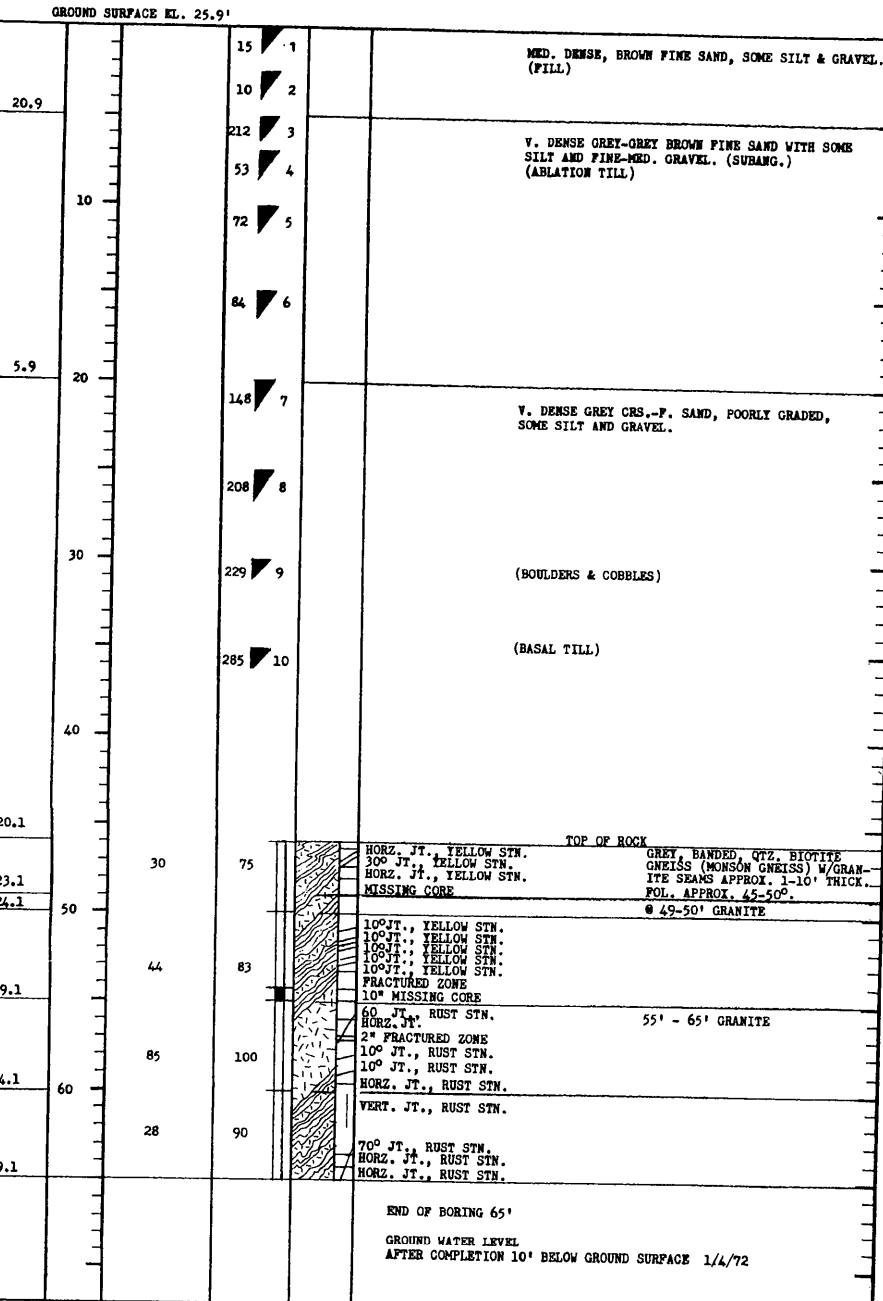 GROUND SURFACE EL. 25.9'
15 1
MED. DENSE, BROWN FINE SAND, SOME SILT & GRAVEL.
(FILL)
10 2
20.9
212 3
V. DENSE GREY-GREY BROWN FINE SAND WITH SOME
SILT AND FINE-MED. GRAVEL. (SUBANG.)
(ABLATION TILL)
53 4
10
72 5
84 6
5.9
20
148 7
V. DENSE GREY CRS.-F. SAND, POORLY GRADED,
SOME SILT AND GRAVEL.
208 8
30
229 9
(BOULDERS & COBBLES)
285 10
(BASAL TILL)
40
20.1
TOP OF ROCK
30 75
HORZ. JT., YELLOW STN.
30° JT., YELLOW STN.
HORZ. JT., YELLOW STN.
MISSING CORE
GREY, BANDED, QTZ. BIOTITE
GNEISS (MONSON GNEISS) W/GRAN-
ITE SEAMS APPROX. 1-10' THICK.
FOL. APPROX. 45-50°.
23.1
24.1
50
@ 49-50' GRANITE
44 83
10°JT., YELLOW STN.
10°JT., YELLOW STN.
10°JT., YELLOW STN.
10°JT., YELLOW STN.
10°JT., YELLOW STN.
FRACTURED ZONE
10" MISSING CORE
9.1
60 JT., RUST STN.
HORZ. JT.
55' - 65' GRANITE
2" FRACTURED ZONE
85 100
10° JT., RUST STN.
10° JT., RUST STN.
HORZ. JT., RUST STN.
4.1
60
VERT. JT., RUST STN.
28 90
70° JT., RUST STN.
HORZ. JT., RUST STN.
HORZ. JT., RUST STN.
9.1
END OF BORING 65'
GROUND WATER LEVEL
AFTER COMPLETION 10' BELOW GROUND SURFACE 1/4/72